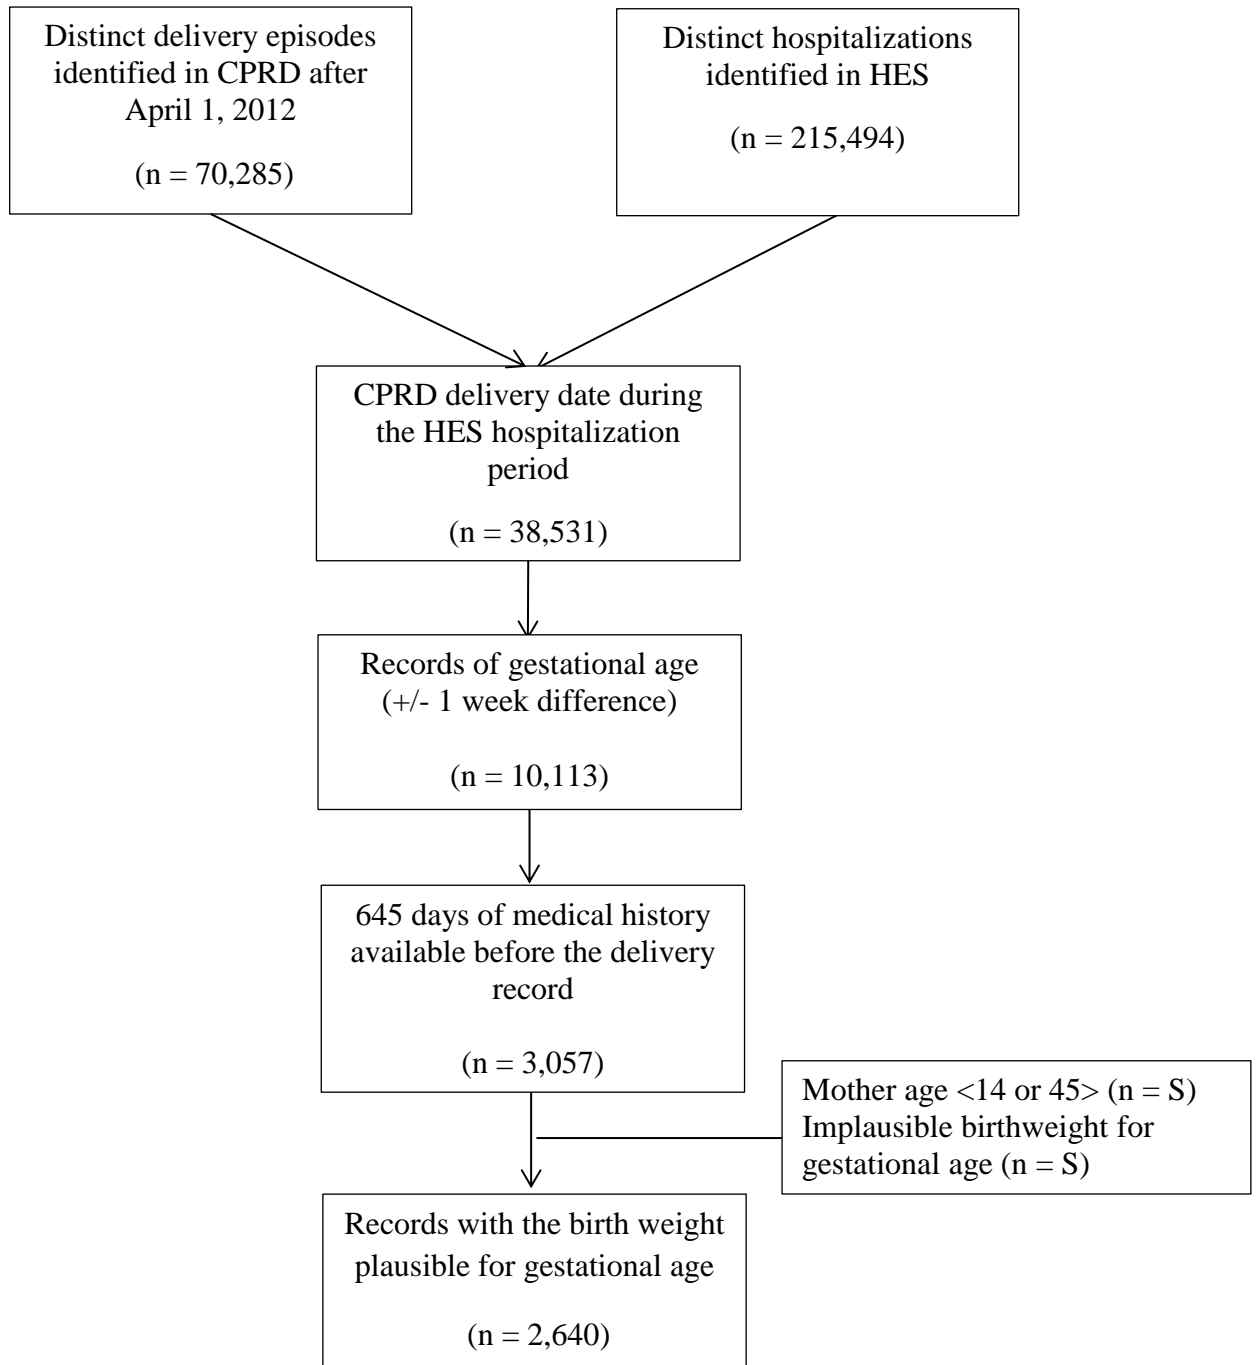 Distinct delivery episodes
identified in CPRD after
April 1, 2012
(n = 70,285)
Distinct hospitalizations
identified in HES
(n = 215,494)
CPRD delivery date during
the HES hospitalization
period
(n = 38,531)
Records of gestational age
(+/- 1 week difference)
(n = 10,113)
645 days of medical history
available before the delivery
record
(n = 3,057)
Mother age <14 or 45> (n = S)
Implausible birthweight for
gestational age (n = S)
Records with the birth weight
plausible for gestational age
(n = 2,640)